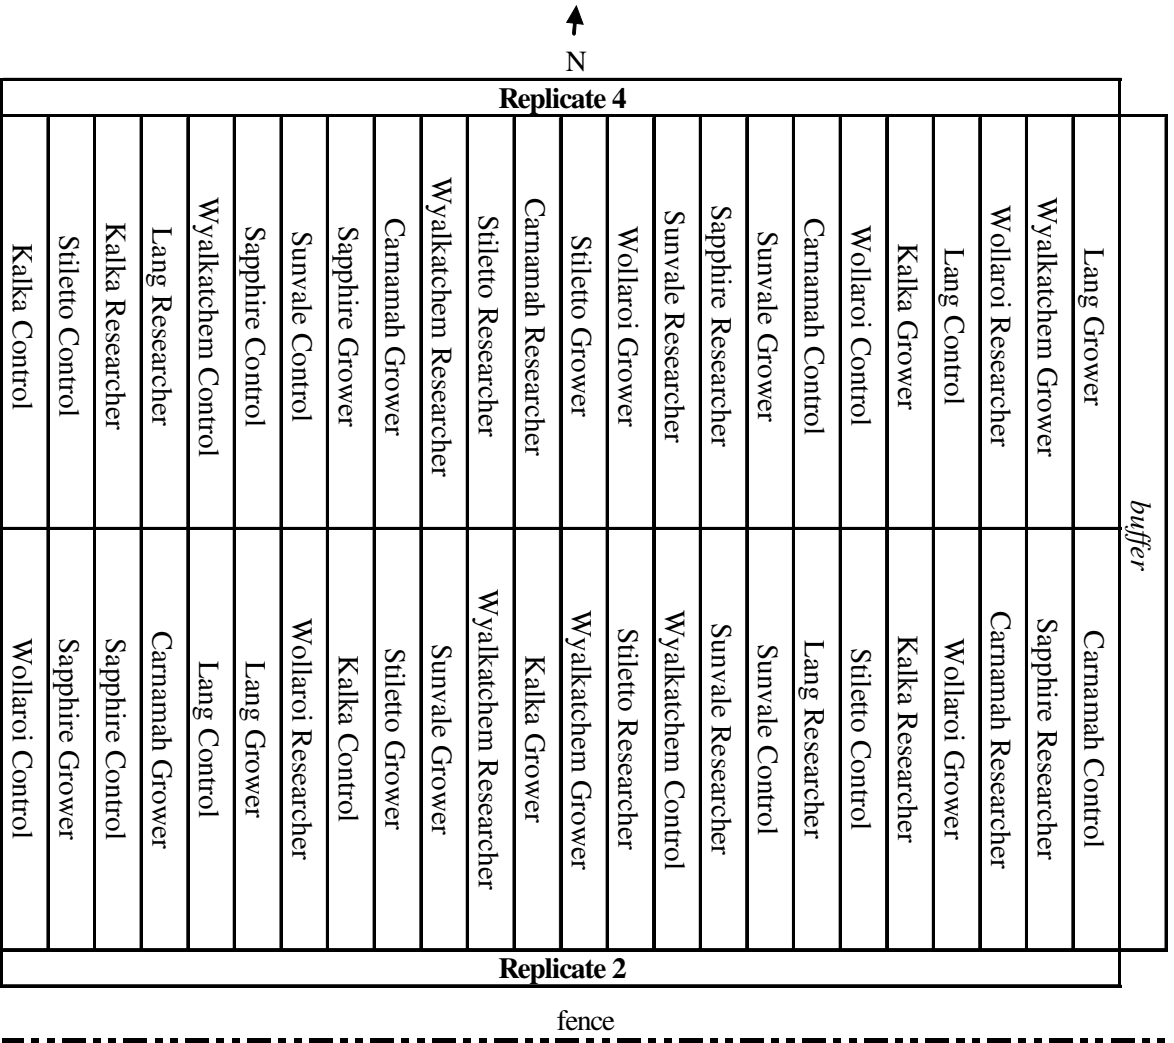 N
Replicate 4
Kalka Control
Stiletto Control
Kalka Researcher
Lang Researcher
Wyalkatchem Control
Sapphire Control
Sunvale Control
Sapphire Grower
Carnamah Grower
Wyalkatchem Researcher
Stiletto Researcher
Carnamah Researcher
Stiletto Grower
Wollaroi Grower
Sunvale Researcher
Sapphire Researcher
Sunvale Grower
Carnamah Control
Wollaroi Control
Kalka Grower
Lang Control
Wollaroi Researcher
Wyalkatchem Grower
Lang Grower
buffer
Wollaroi Control
Sapphire Grower
Sapphire Control
Carnamah Grower
Lang Control
Lang Grower
Wollaroi Researcher
Kalka Control
Stiletto Grower
Sunvale Grower
Wyalkatchem Researcher
Kalka Grower
Wyalkatchem Grower
Stiletto Researcher
Wyalkatchem Control
Sunvale Researcher
Sunvale Control
Lang Researcher
Stiletto Control
Kalka Researcher
Wollaroi Grower
Carnamah Researcher
Sapphire Researcher
Carnamah Control
Replicate 2
fence